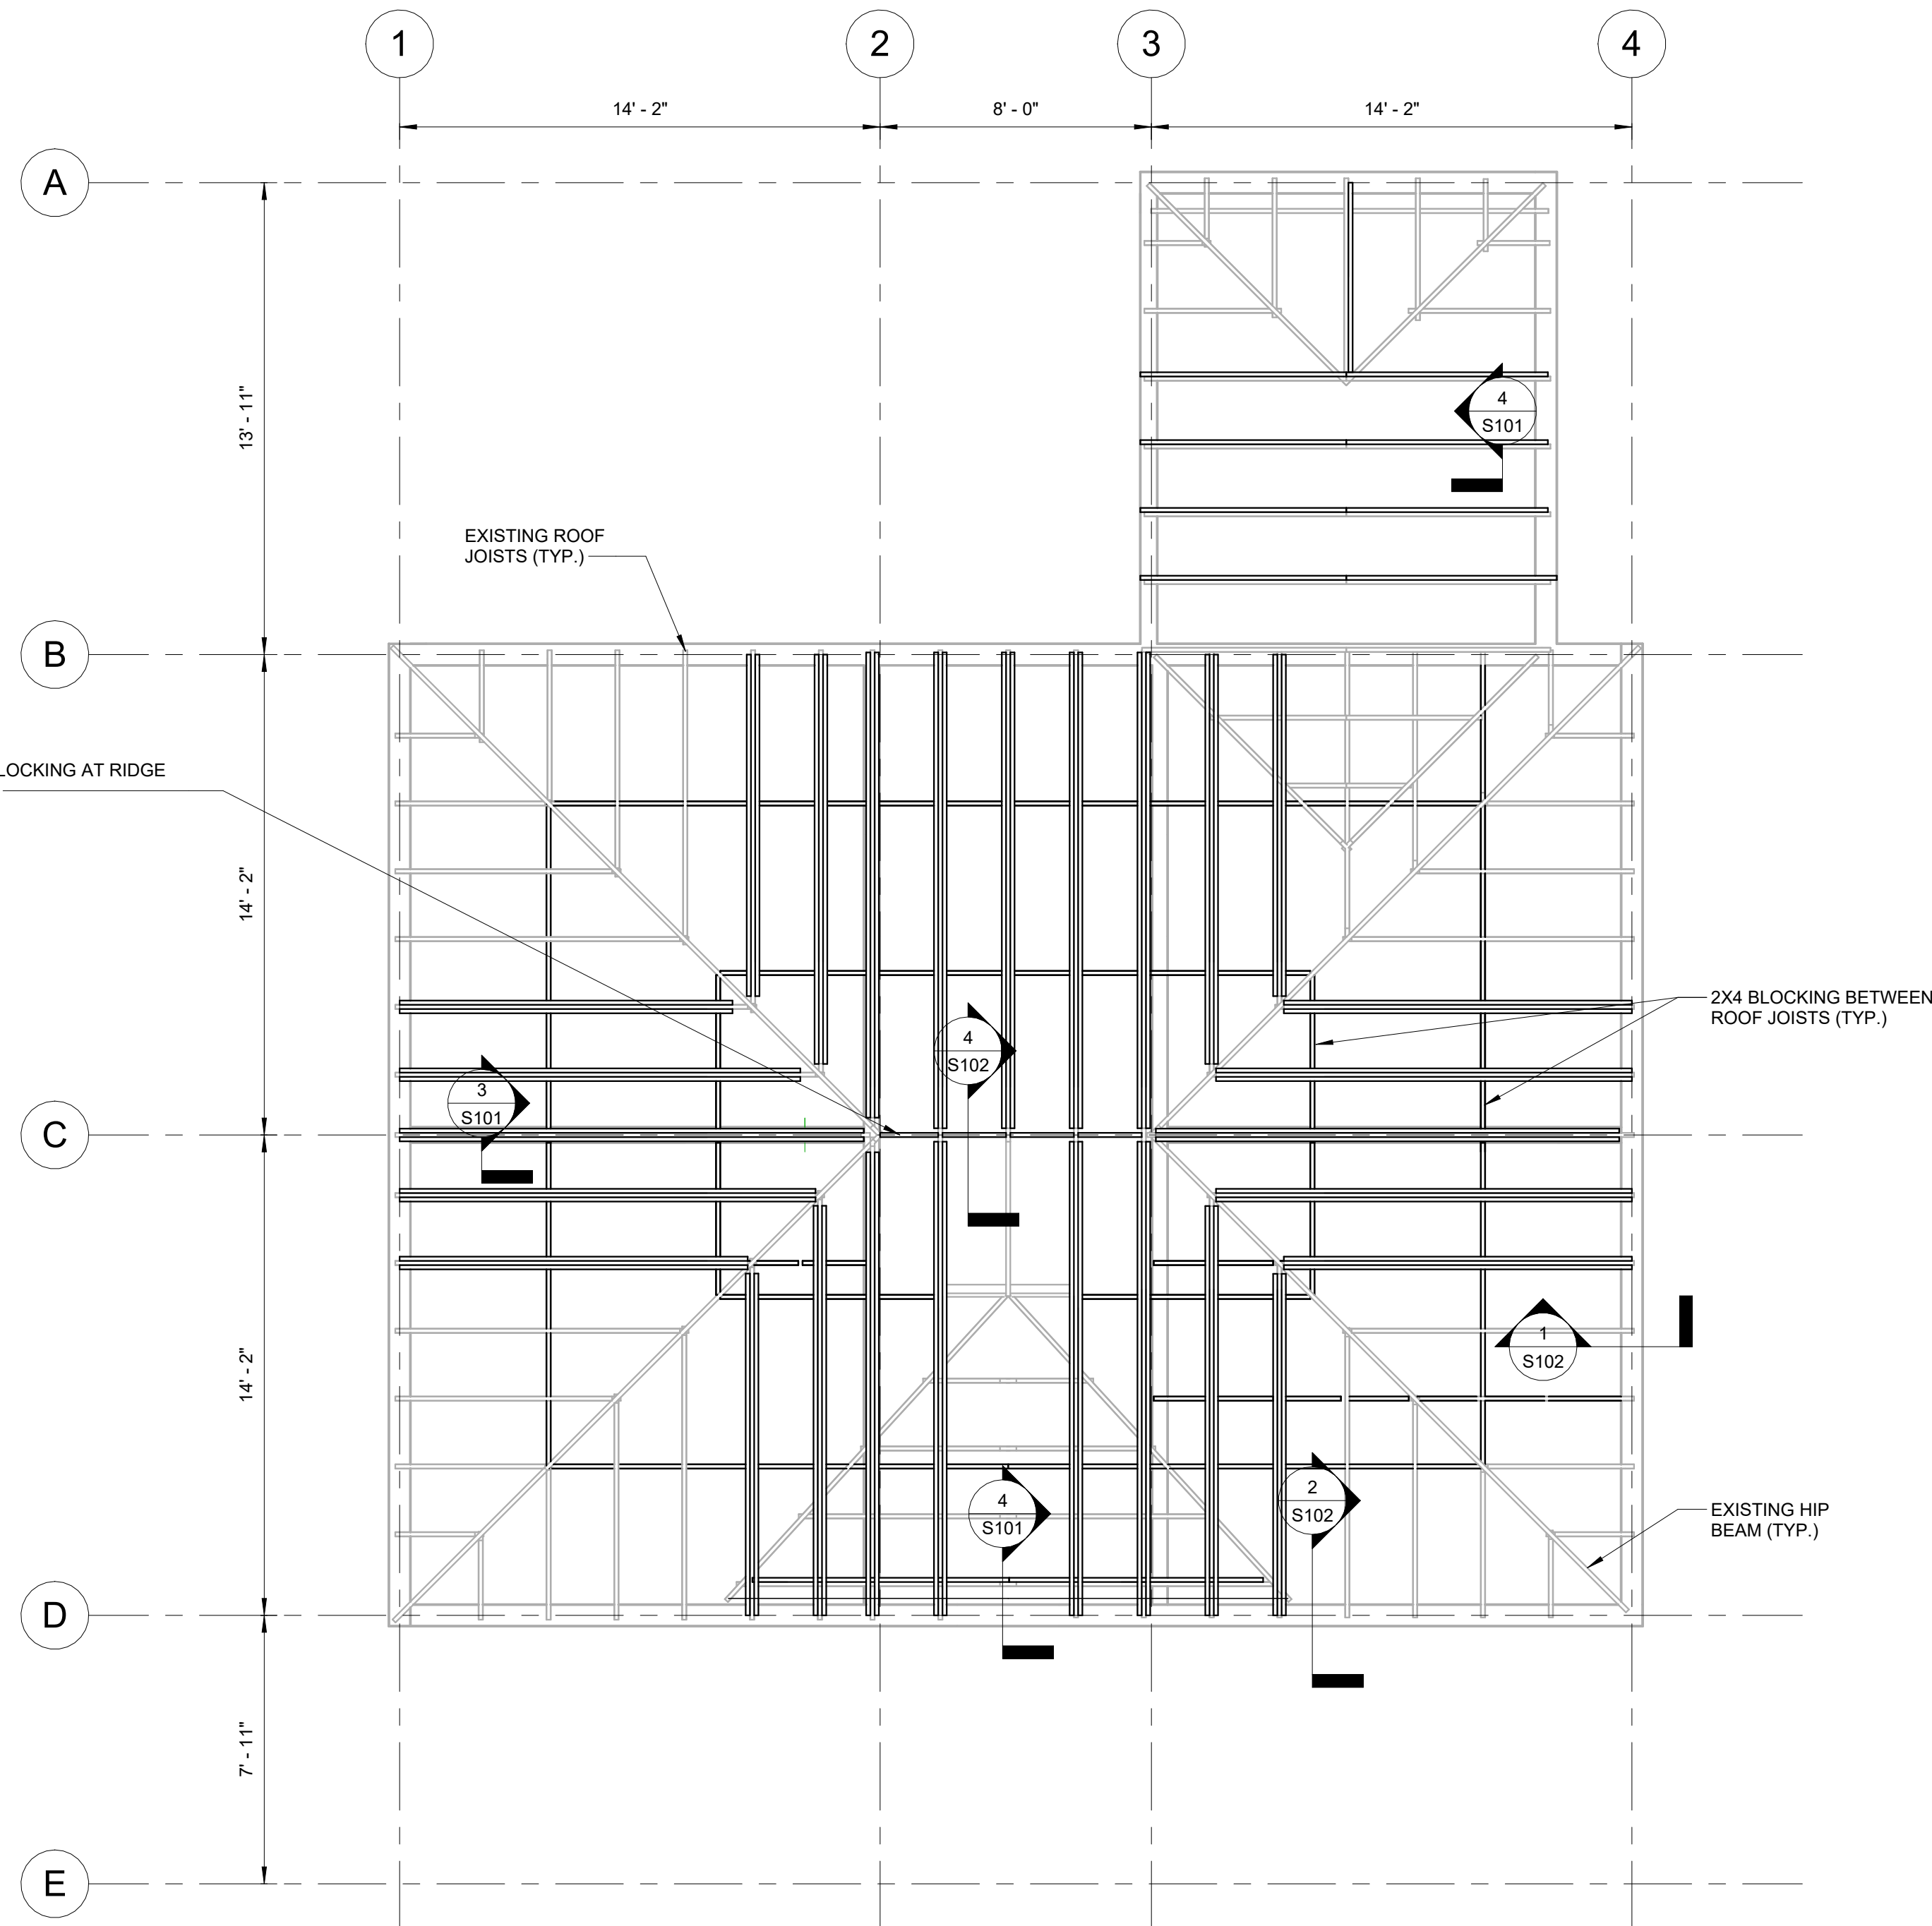 1
2
3
4
14' - 2"
8' - 0"
14' - 2"
A
4
S101
13' - 11"
EXISTING ROOF
JOISTS (TYP.)
B
LOCKING AT RIDGE
14' - 2"
2X4 BLOCKING BETWEEN
ROOF JOISTS (TYP.)
4
S102
3
S101
C
14' - 2"
1
S102
2
S102
4
S101
EXISTING HIP
BEAM (TYP.)
D
7' - 11"
E